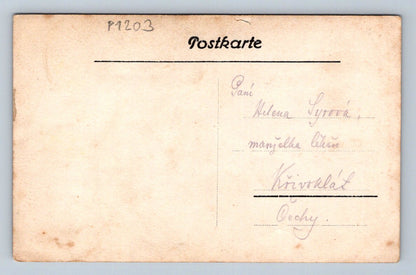 P1203
Postkarte
Paní
Helena Syrová,
manželka lékaře
Křivoklát
Čechy.